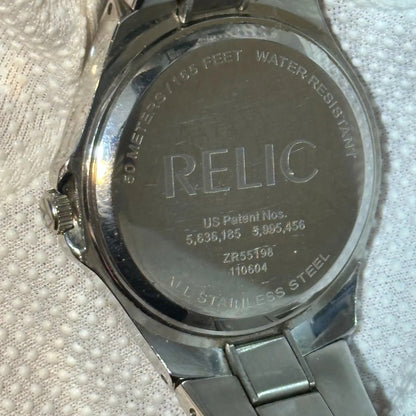 50 METERS / 165 FEET WATER-RESISTANT
RELIC
US Patent Nos.
5,636,185 5,995,456
ZR55198
110604
ALL STAINLESS STEEL